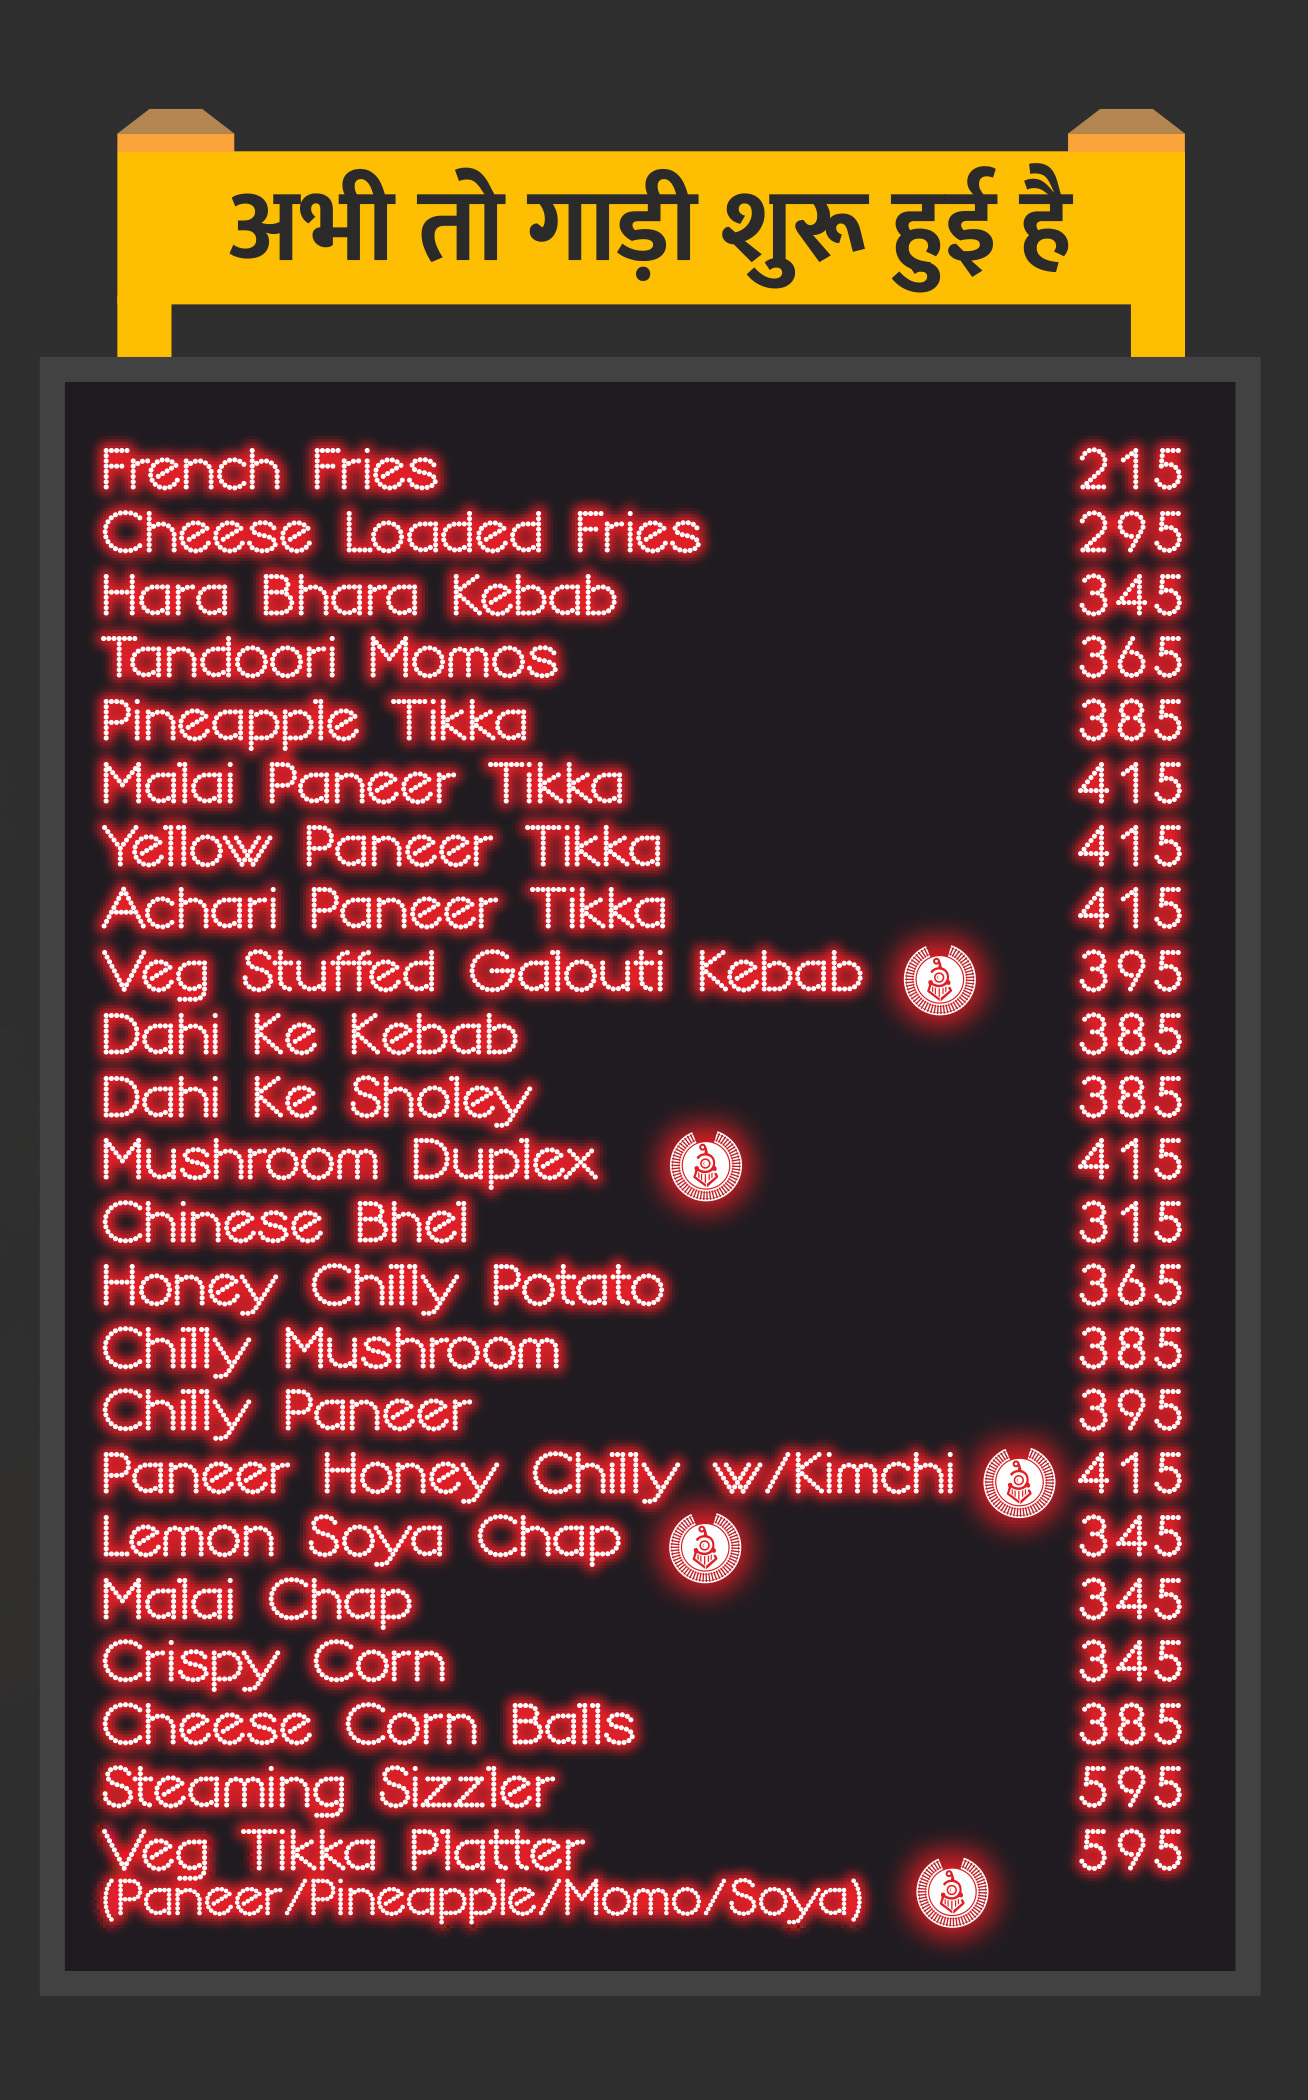 अभी तो गाड़ी शुरू हुई है
French Fries 215
Cheese Loaded Fries 295
Hara Bhara Kebab 345
Tandoori Momos 365
Pineapple Tikka 385
Malai Paneer Tikka 415
Yellow Paneer Tikka 415
Achari Paneer Tikka 415
Veg Stuffed Galouti Kebab 395
Dahi Ke Kebab 385
Dahi Ke Sholey 385
Mushroom Duplex 415
Chinese Bhel 315
Honey Chilly Potato 365
Chilly Mushroom 385
Chilly Paneer 395
Paneer Honey Chilly w/Kimchi 415
Lemon Soya Chap 345
Malai Chap 345
Crispy Corn 345
Cheese Corn Balls 385
Steaming Sizzler 595
Veg Tikka Platter 595
(Paneer/Pineapple/Momo/Soya)